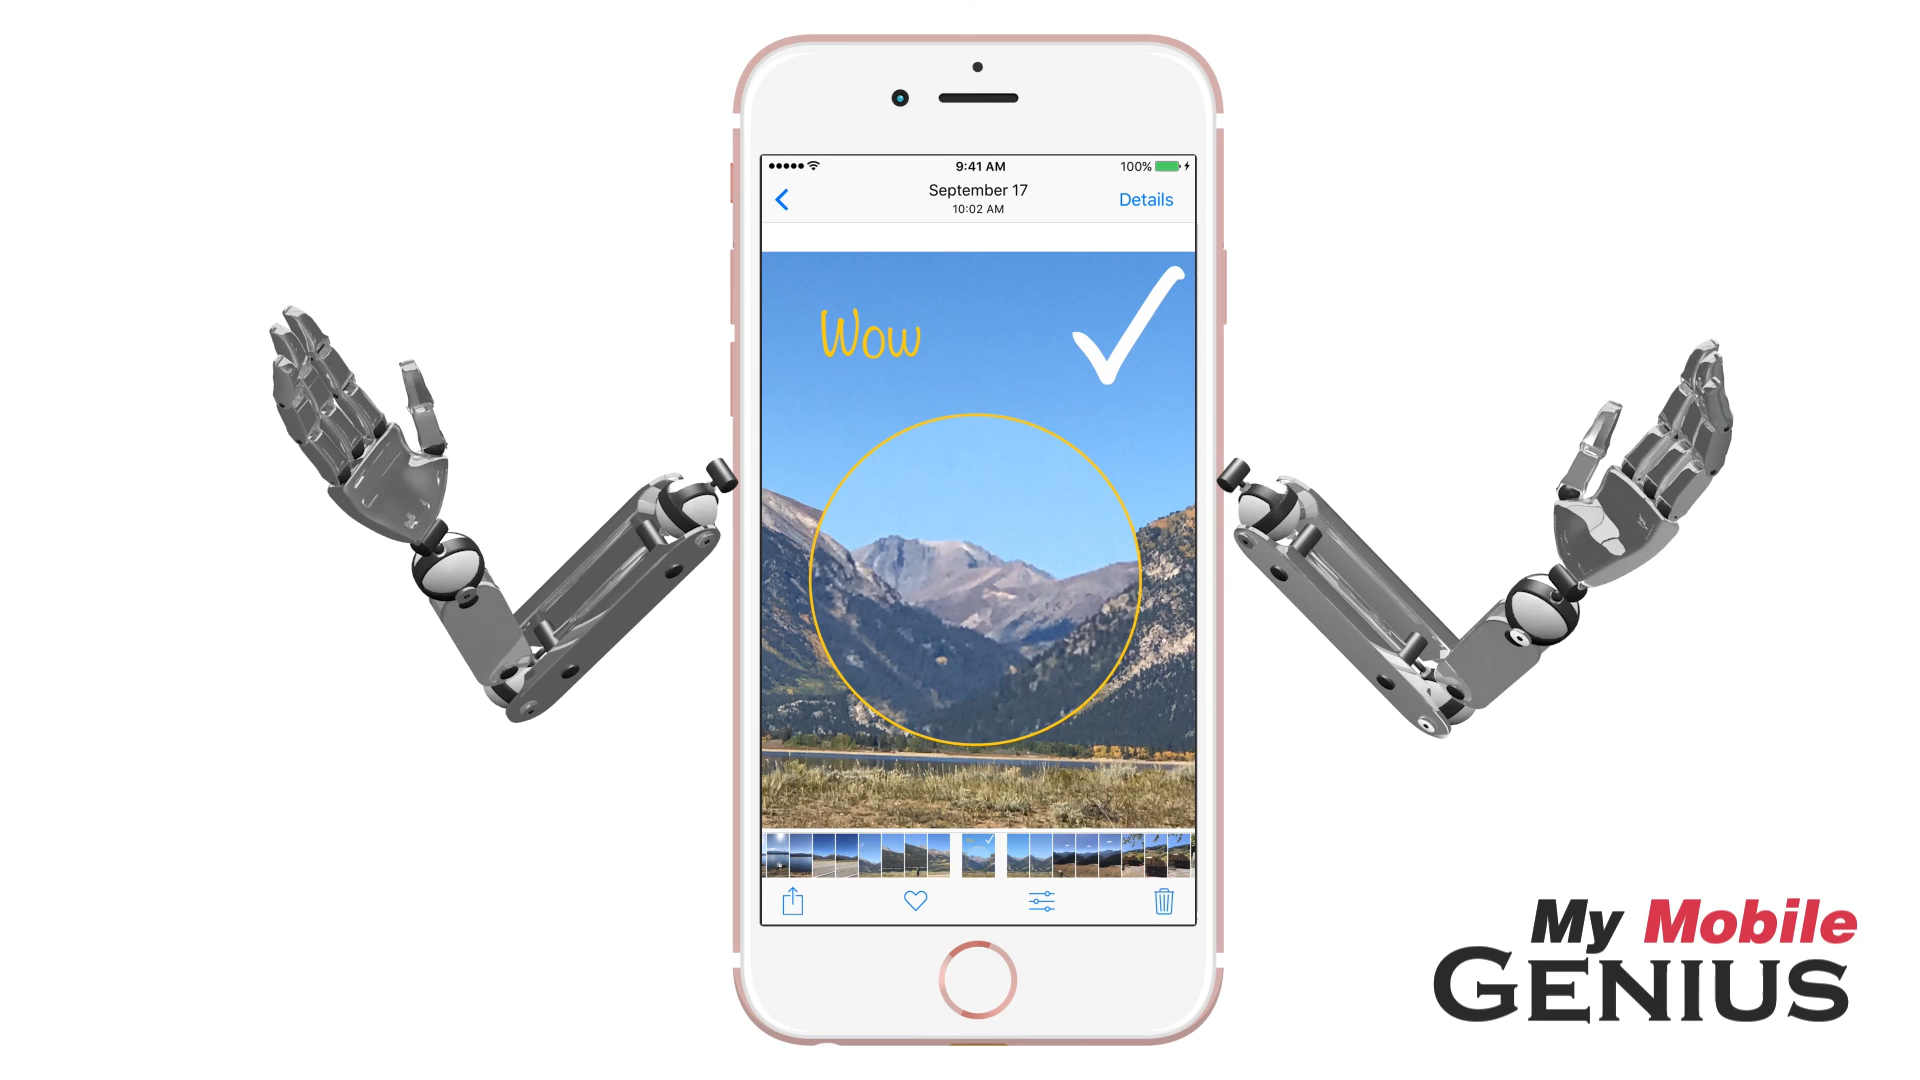 9:41 AM
100%
September 17
10:02 AM
Details
Wow
My Mobile
GENIUS